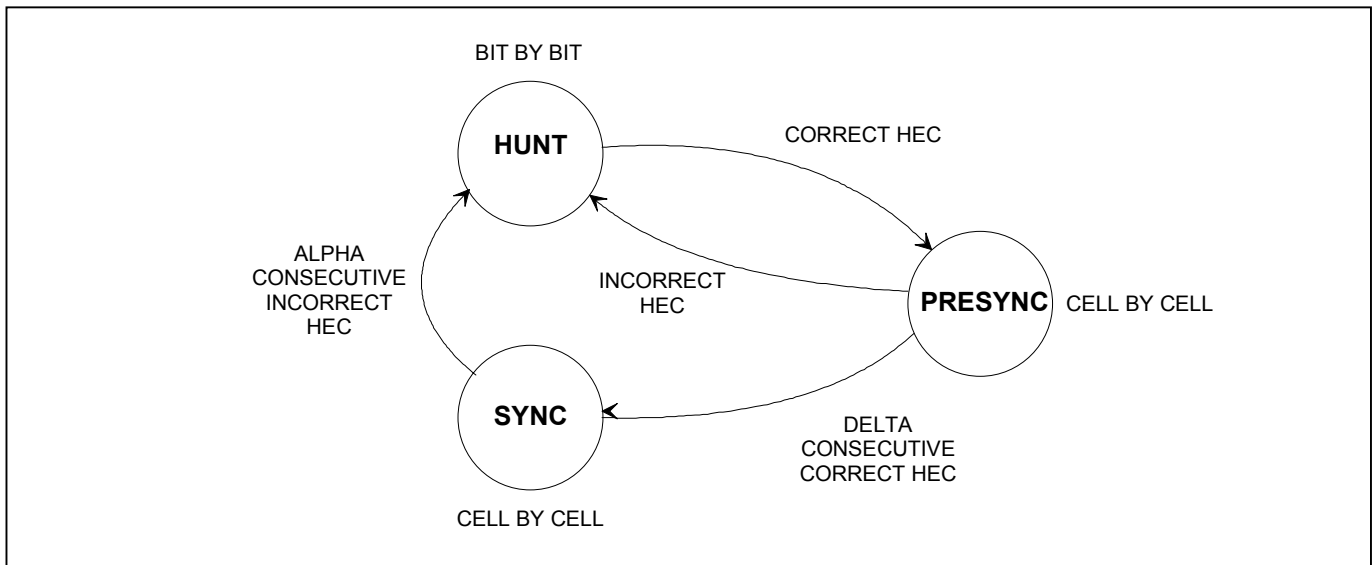 BIT BY BIT
HUNT
CORRECT HEC
ALPHA
CONSECUTIVE
INCORRECT
HEC
INCORRECT
HEC
PRESYNC
CELL BY CELL
SYNC
DELTA
CONSECUTIVE
CORRECT HEC
CELL BY CELL